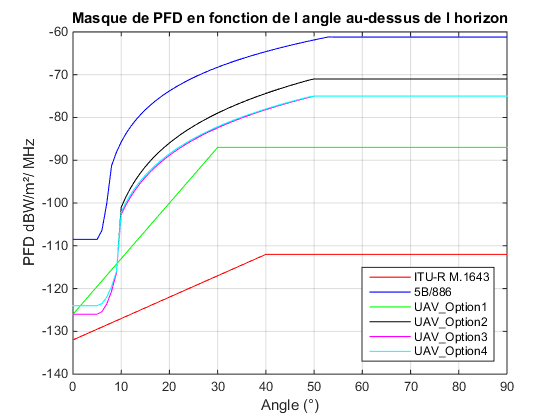 Masque de PFD en fonction de l angle au-dessus de l horizon
PFD dBW/m²/ MHz
-60
-70
-80
-90
-100
-110
-120
-130
-140
0 10 20 30 40 50 60 70 80 90
Angle (°)
ITU-R M.1643
5B/886
UAV_Option1
UAV_Option2
UAV_Option3
UAV_Option4